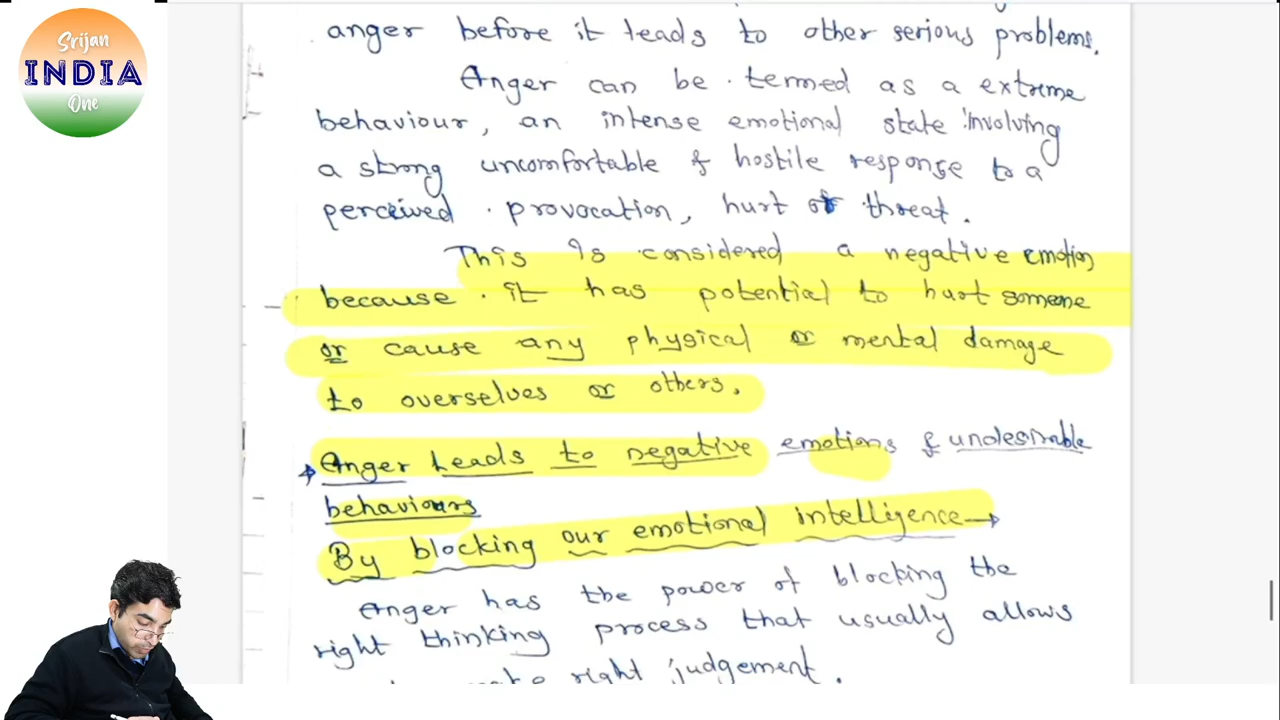 Srijan
INDIA
One
anger before it leads to other serious problems.
Anger can be termed as a extreme
behaviour, an intense emotional state involving
a strong uncomfortable & hostile response to a
perceived provocation, hurt or threat.
This is considered a negative emotion
because it has potential to hurt someone
or cause any physical or mental damage
to overselves or others.
→ Anger leads to negative emotions & undesirable
behaviours
By blocking our emotional intelligence →
Anger has the power of blocking the
right thinking process that usually allows
right judgement.